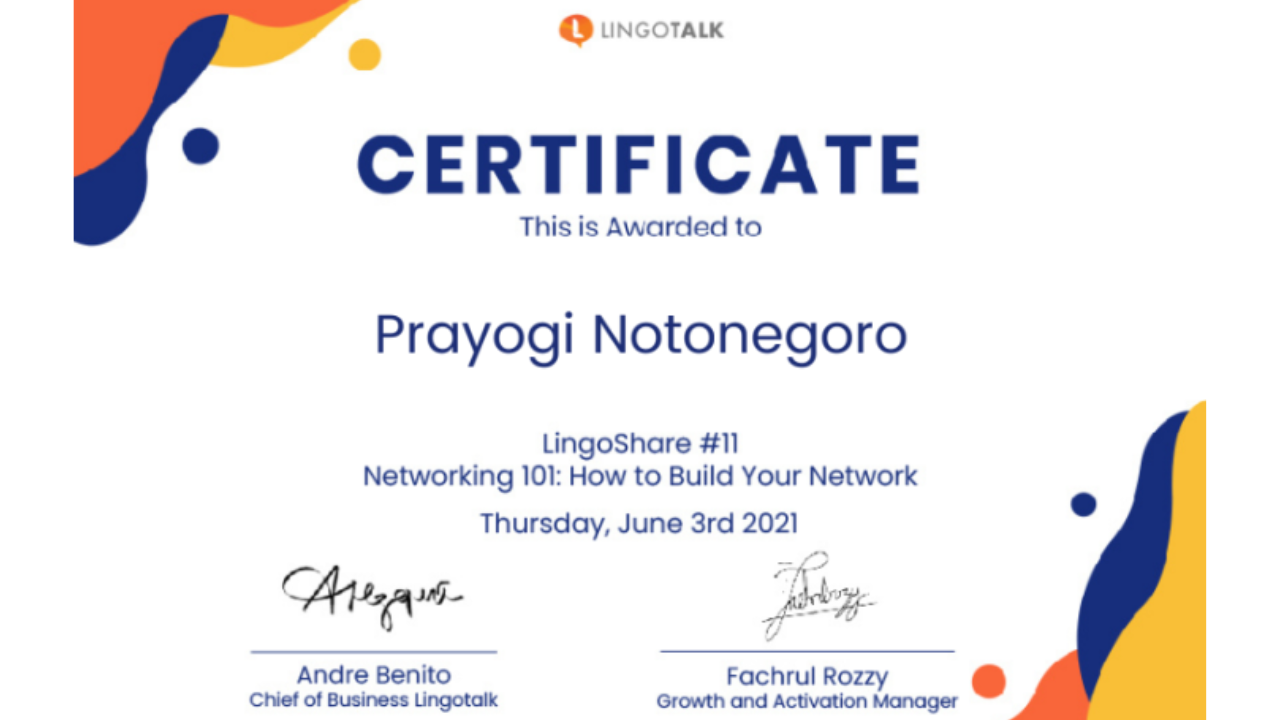 LINGOTALK
CERTIFICATE
This is Awarded to
Prayogi Notonegoro
LingoShare #11
Networking 101: How to Build Your Network
Thursday, June 3rd 2021
Andre Benito
Chief of Business Lingotalk
Fachrul Rozzy
Growth and Activation Manager